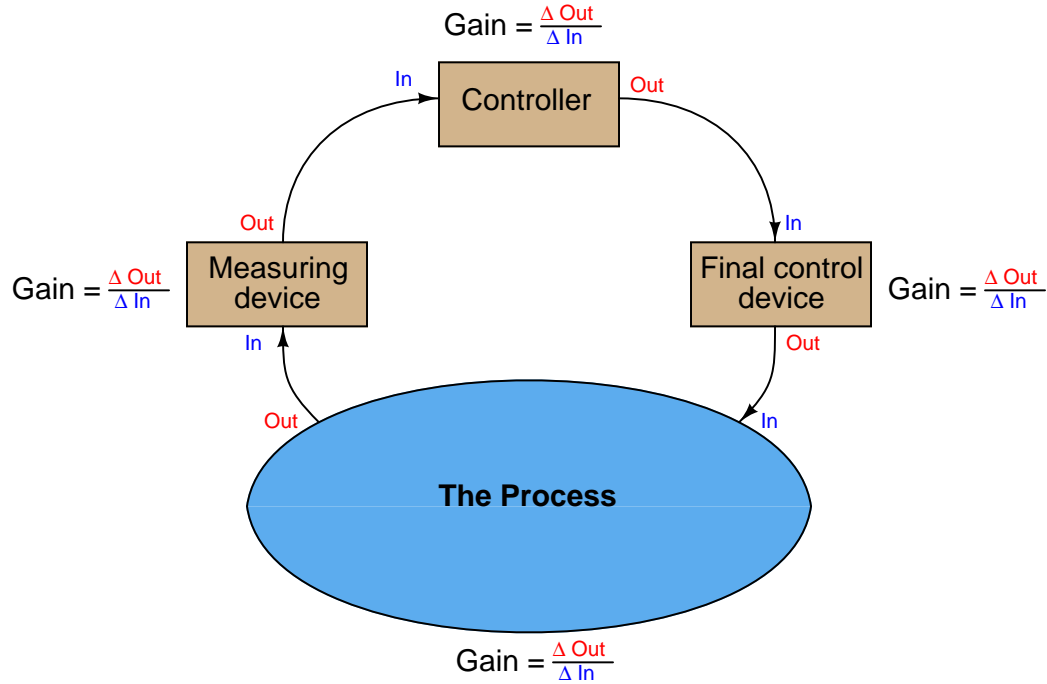 Gain = Δ Out
Δ In
In
Controller
Out
Out
In
Gain = Δ Out
Δ In
Measuring
device
Final control
device
Gain = Δ Out
Δ In
In
Out
Out
In
The Process
Gain = Δ Out
Δ In